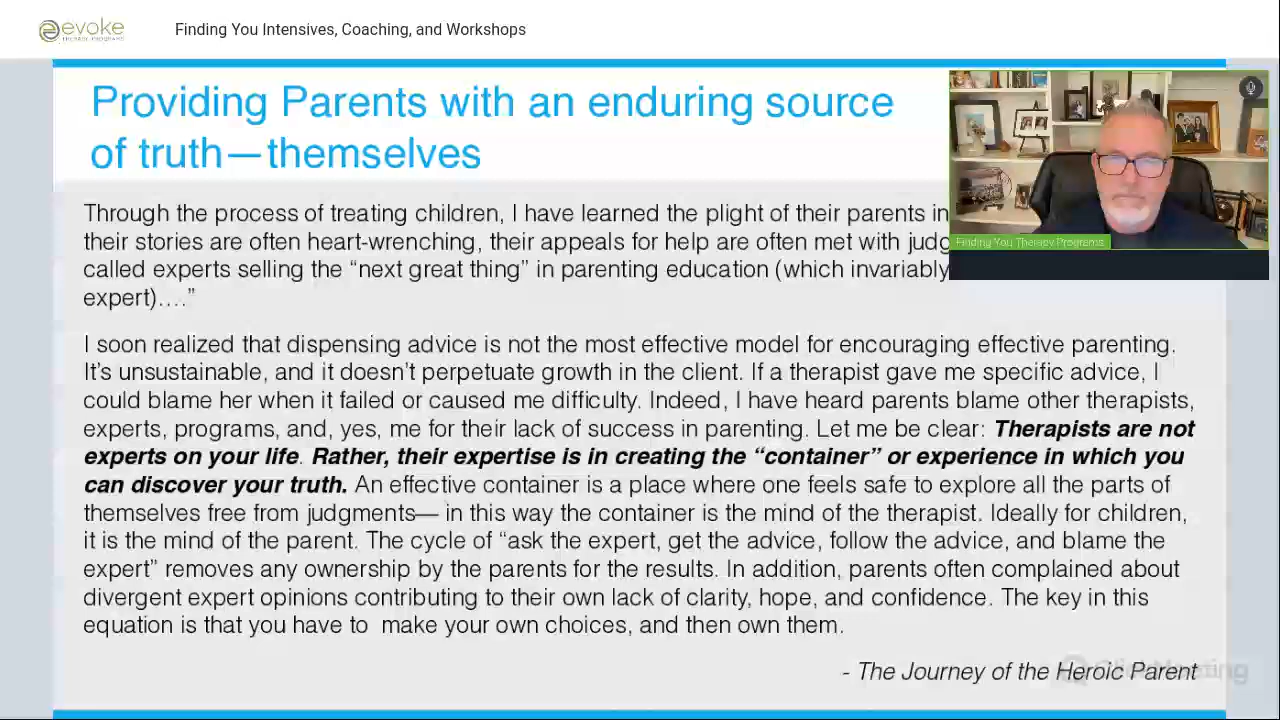 evoke
THERAPY PROGRAMS
Finding You Intensives, Coaching, and Workshops
Providing Parents with an enduring source
of truth—themselves
Finding You Therapy Programs
Through the process of treating children, I have learned the plight of their parents in
their stories are often heart-wrenching, their appeals for help are often met with judg
called experts selling the “next great thing” in parenting education (which invariably
expert)….”
I soon realized that dispensing advice is not the most effective model for encouraging effective parenting.
It’s unsustainable, and it doesn’t perpetuate growth in the client. If a therapist gave me specific advice, I
could blame her when it failed or caused me difficulty. Indeed, I have heard parents blame other therapists,
experts, programs, and, yes, me for their lack of success in parenting. Let me be clear: Therapists are not
experts on your life. Rather, their expertise is in creating the “container” or experience in which you
can discover your truth. An effective container is a place where one feels safe to explore all the parts of
themselves free from judgments— in this way the container is the mind of the therapist. Ideally for children,
it is the mind of the parent. The cycle of “ask the expert, get the advice, follow the advice, and blame the
expert” removes any ownership by the parents for the results. In addition, parents often complained about
divergent expert opinions contributing to their own lack of clarity, hope, and confidence. The key in this
equation is that you have to make your own choices, and then own them.
- The Journey of the Heroic Parent